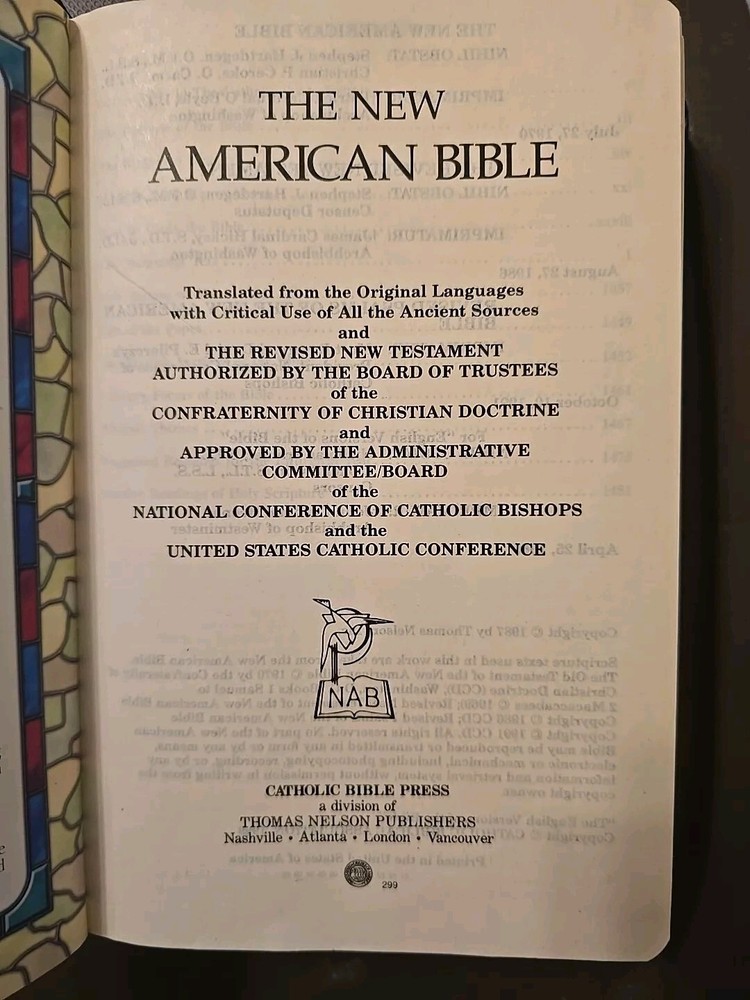 THE NEW
AMERICAN BIBLE
Translated from the Original Languages
with Critical Use of All the Ancient Sources
and
THE REVISED NEW TESTAMENT
AUTHORIZED BY THE BOARD OF TRUSTEES
of the
CONFRATERNITY OF CHRISTIAN DOCTRINE
and
APPROVED BY THE ADMINISTRATIVE
COMMITTEE/BOARD
of the
NATIONAL CONFERENCE OF CATHOLIC BISHOPS
and the
UNITED STATES CATHOLIC CONFERENCE
NAB
CATHOLIC BIBLE PRESS
a division of
THOMAS NELSON PUBLISHERS
Nashville • Atlanta • London • Vancouver
299